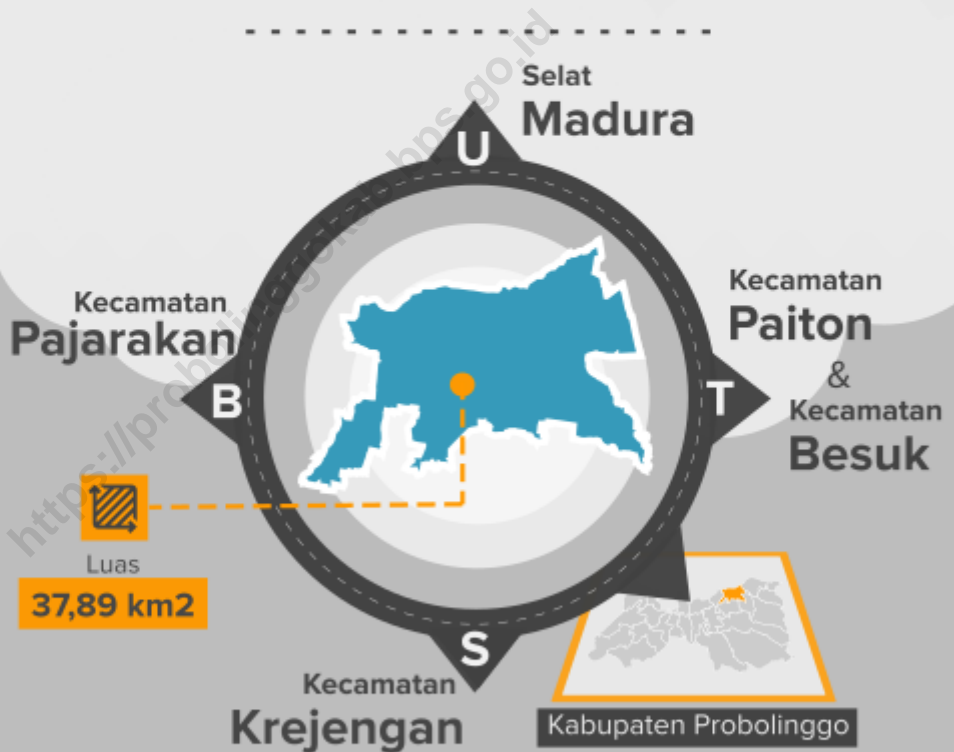 Selat
Madura
U
Kecamatan
Pajarakan
B
Kecamatan
Paiton
&
Kecamatan
Besuk
T
Luas
37,89 km2
S
Kecamatan
Krejengan
Kabupaten Probolinggo
https://probolinggokab.bps.go.id